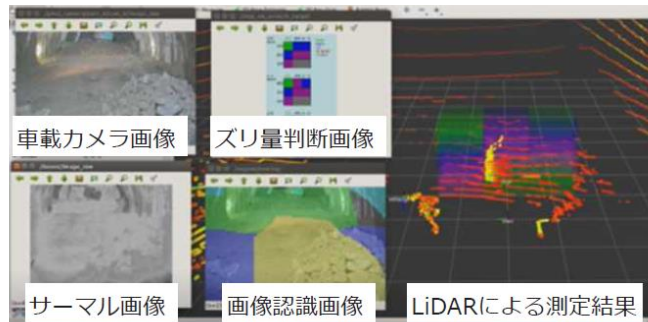 車載カメラ画像
ズリ量判断画像
サーマル画像
画像認識画像
LiDARによる測定結果